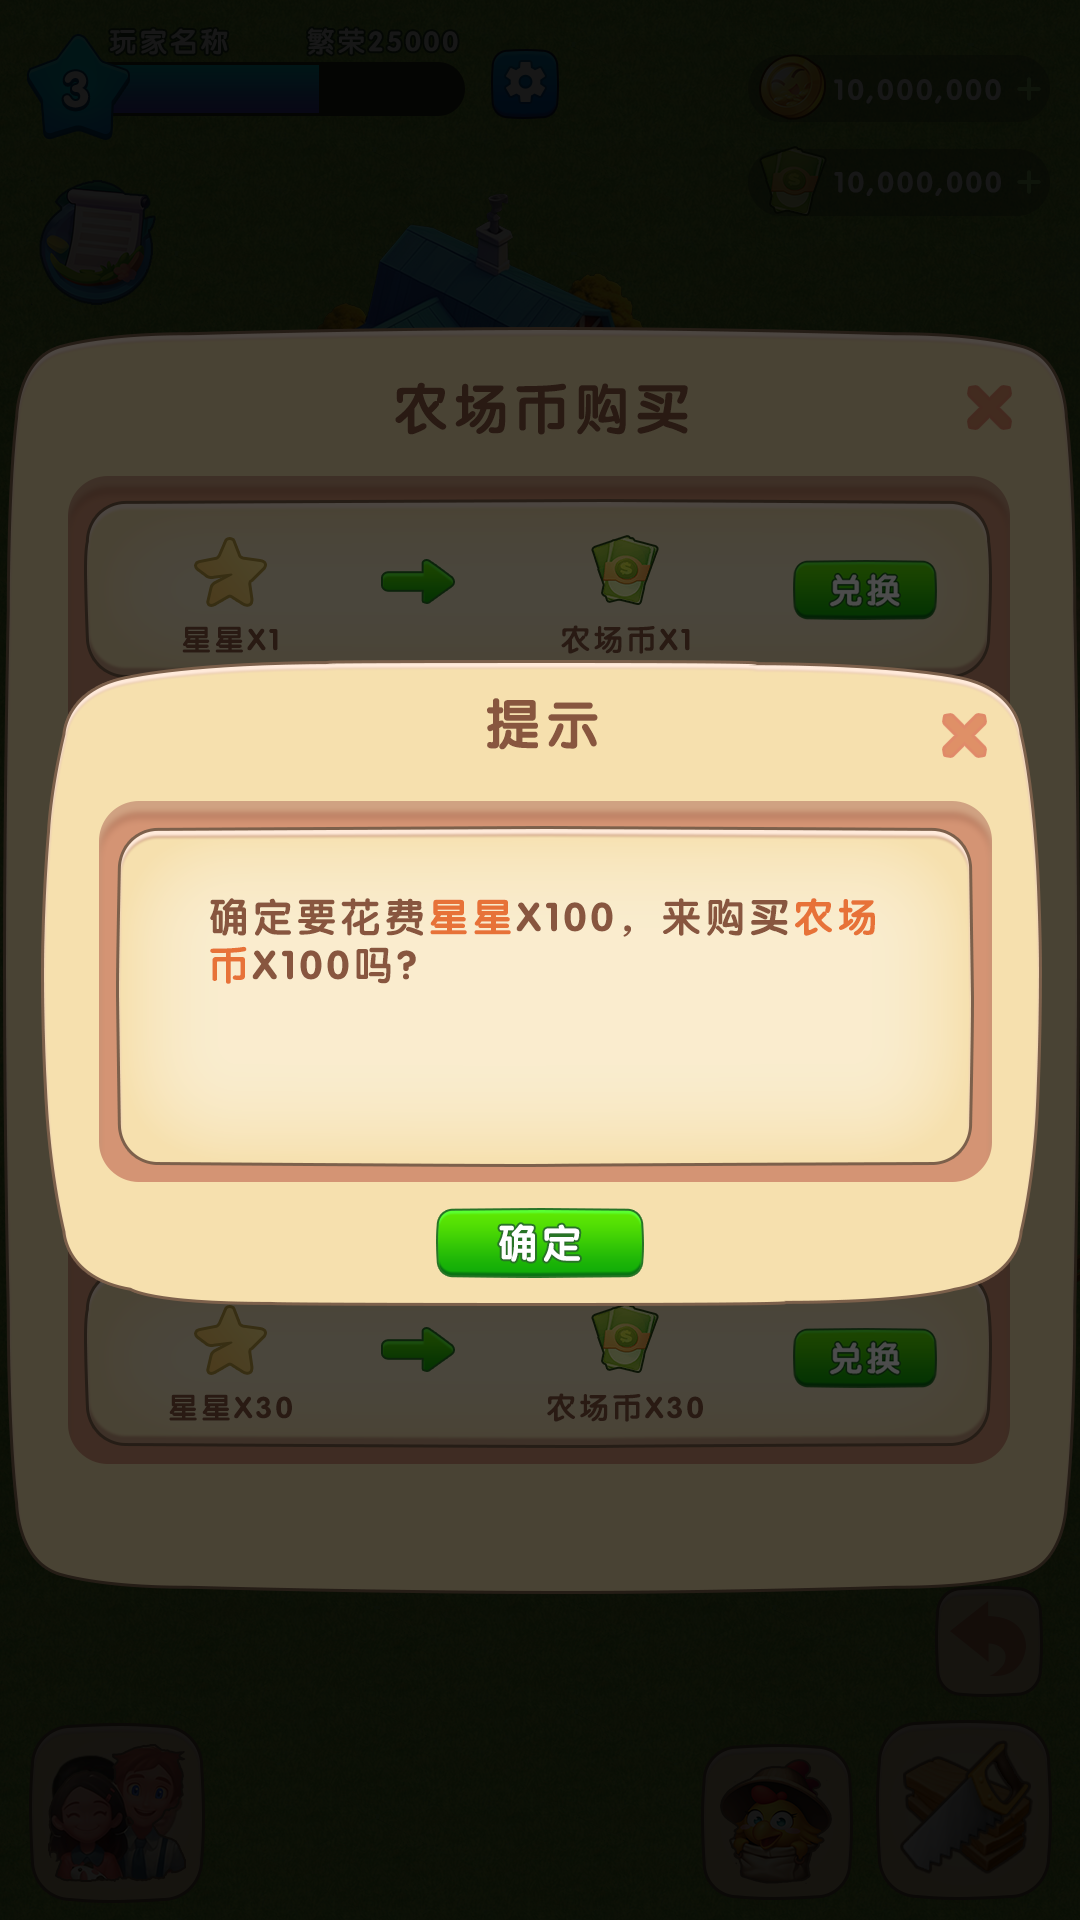 玩家名称 繁荣25000
3
10,000,000
10,000,000
农场币购买
星星X1
农场币X1
兑换
提示
确定要花费星星X100，来购买农场
币X100吗?
确定
星星X30
农场币X30
兑换